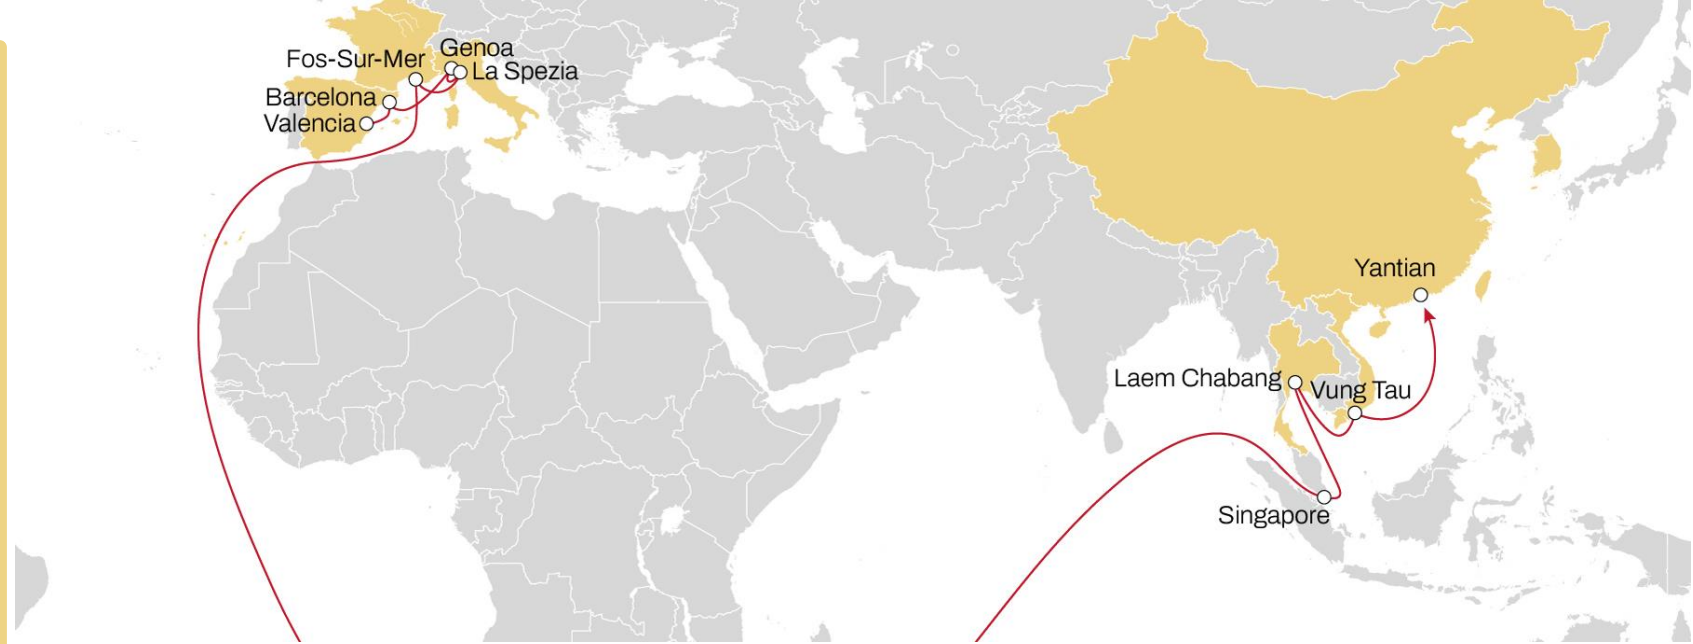 Genoa
Fos-Sur-Mer
La Spezia
Barcelona
Valencia
Yantian
Laem Chabang
Vung Tau
Singapore